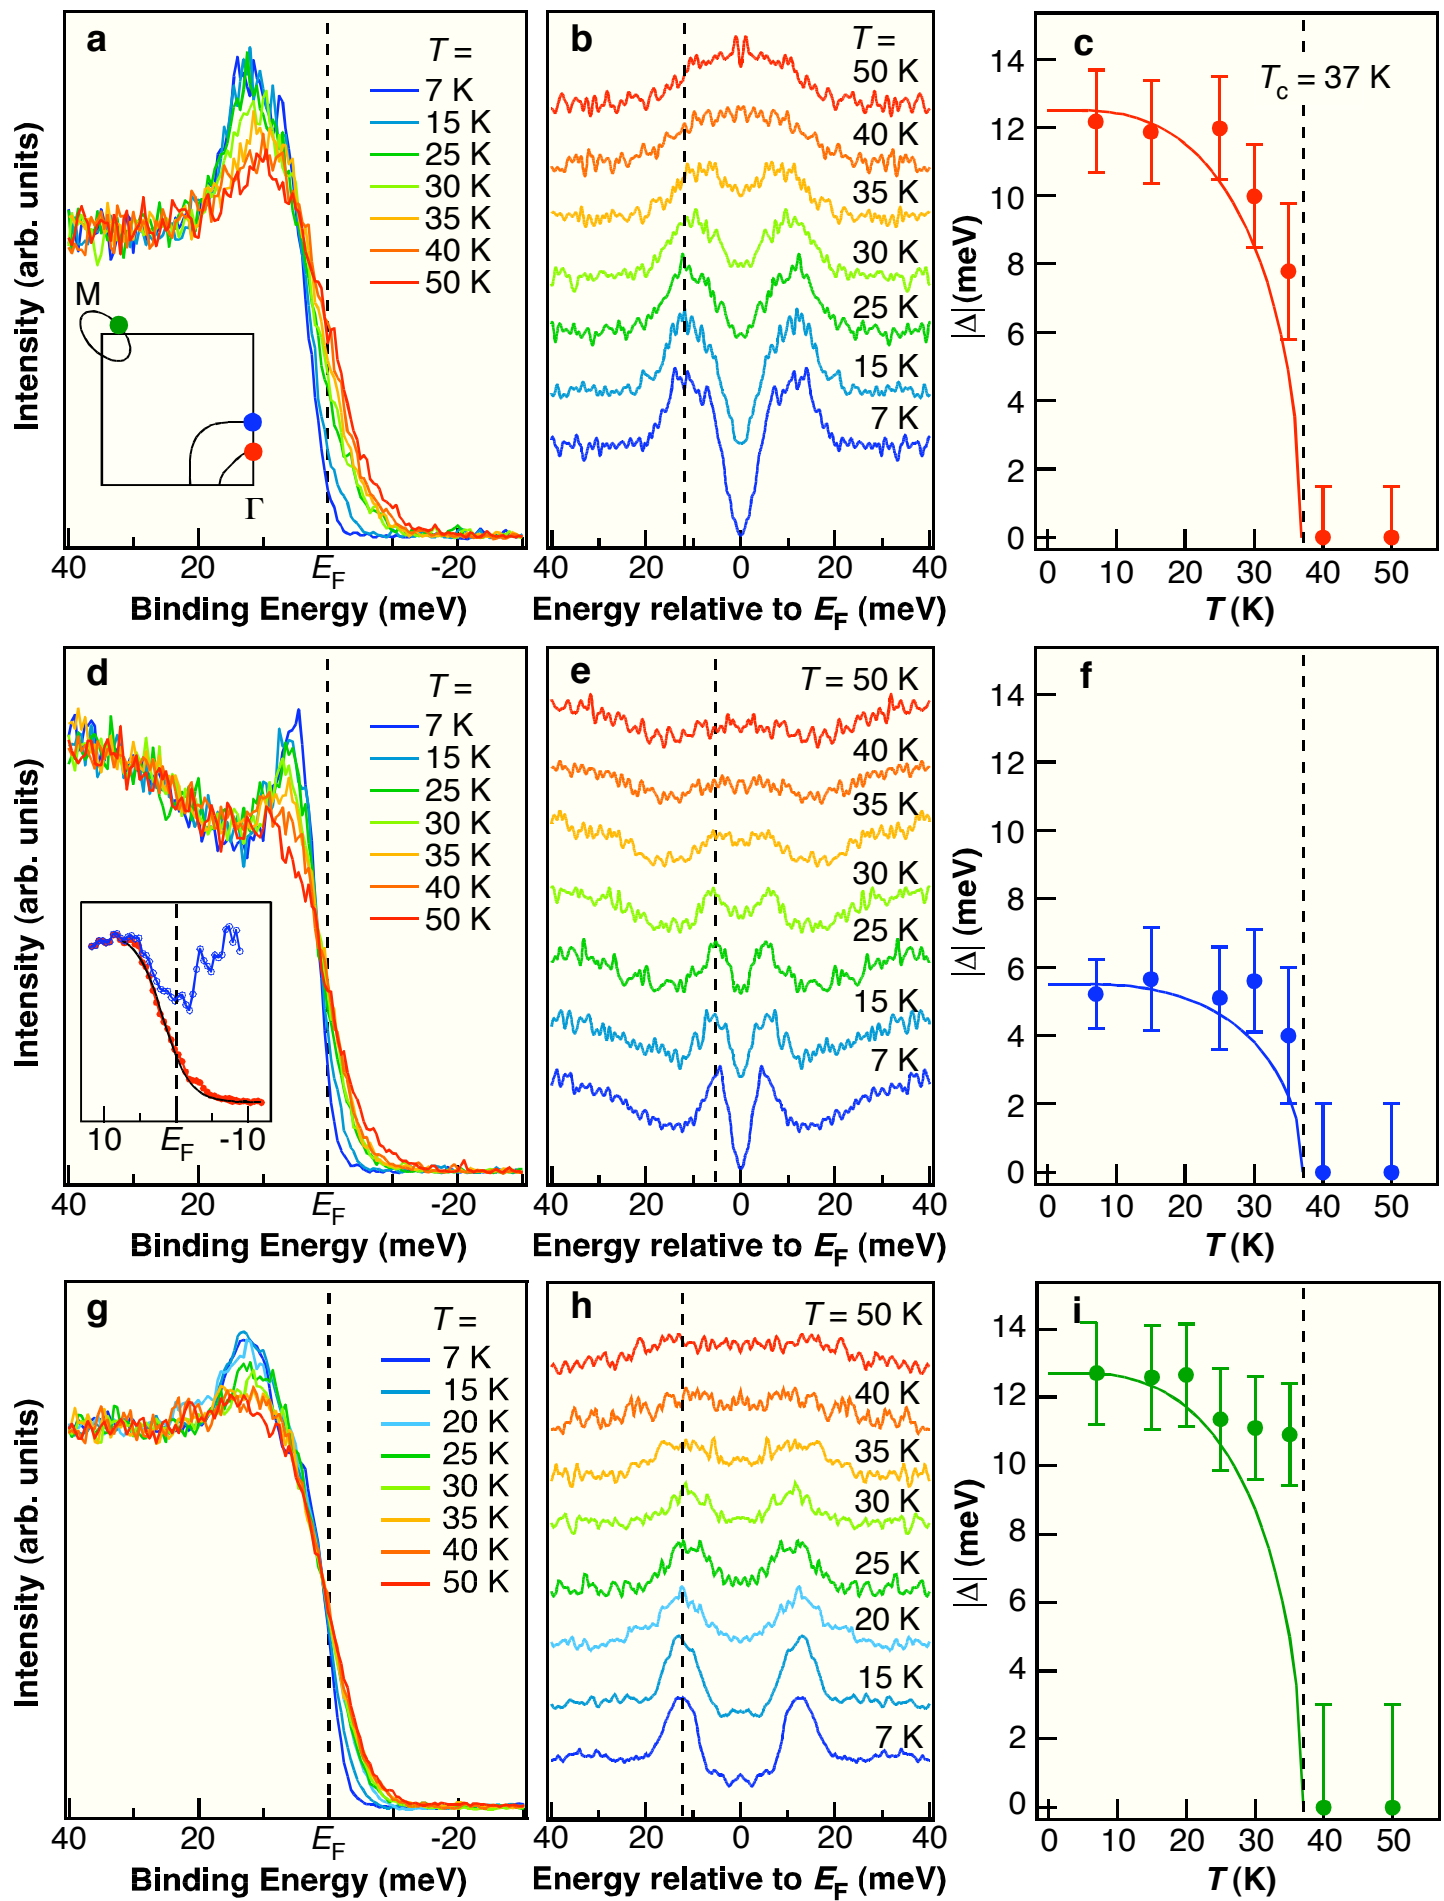 a
T =
7 K
15 K
25 K
30 K
35 K
40 K
50 K
M
Γ
Intensity (arb. units)
40 20 E_F -20
Binding Energy (meV)
b
T =
50 K
40 K
35 K
30 K
25 K
15 K
7 K
40 20 0 20 40
Energy relative to E_F (meV)
c
T_c = 37 K
14
12
10
8
6
4
2
0
|Δ| (meV)
0 10 20 30 40 50
T (K)
d
T =
7 K
15 K
25 K
30 K
35 K
40 K
50 K
10 E_F -10
Intensity (arb. units)
40 20 E_F -20
Binding Energy (meV)
e
T = 50 K
40 K
35 K
30 K
25 K
15 K
7 K
40 20 0 20 40
Energy relative to E_F (meV)
f
14
12
10
8
6
4
2
0
|Δ| (meV)
0 10 20 30 40 50
T (K)
g
T =
7 K
15 K
20 K
25 K
30 K
35 K
40 K
50 K
Intensity (arb. units)
40 20 E_F -20
Binding Energy (meV)
h
T = 50 K
40 K
35 K
30 K
25 K
20 K
15 K
7 K
40 20 0 20 40
Energy relative to E_F (meV)
i
14
12
10
8
6
4
2
0
|Δ| (meV)
0 10 20 30 40 50
T (K)